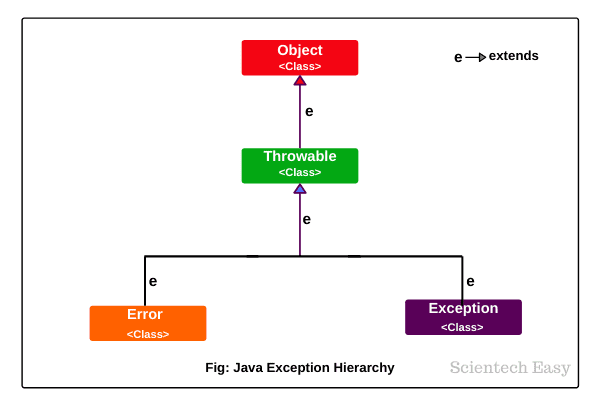 Object
<Class>
e extends
e
Throwable
<Class>
e
e
e
Error
<Class>
Exception
<Class>
Fig: Java Exception Hierarchy
Scientech Easy